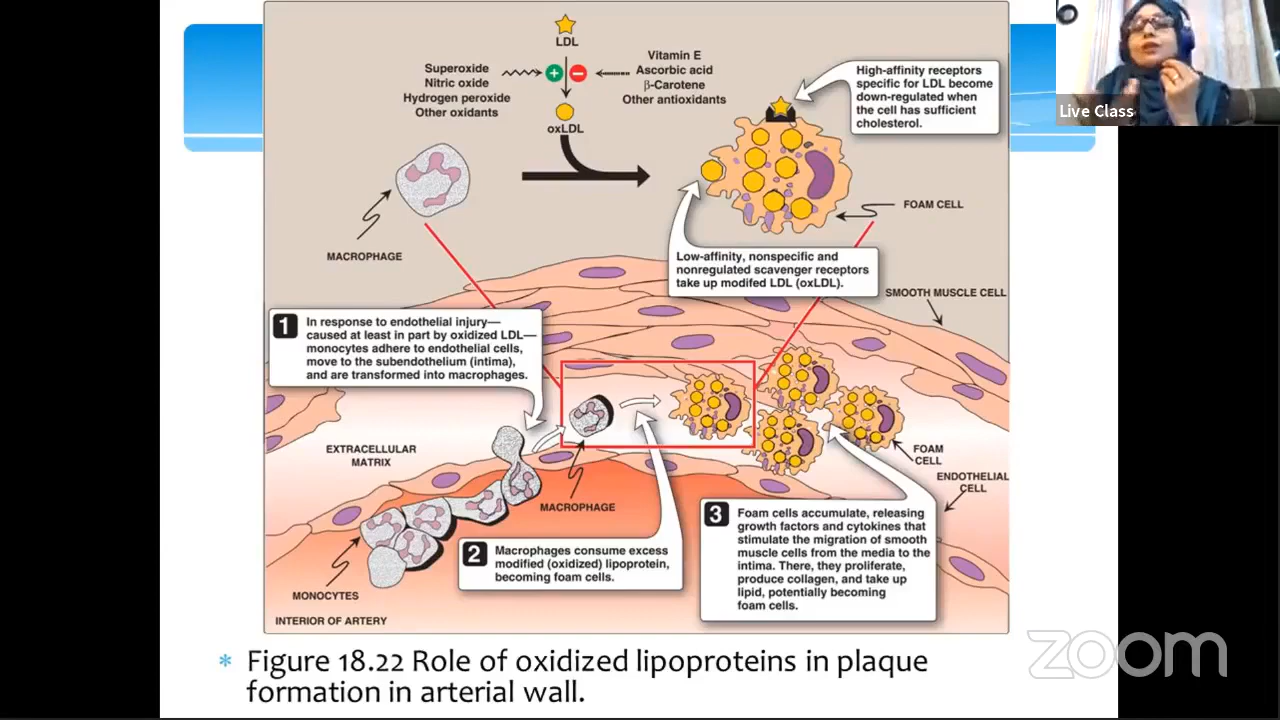 LDL
Superoxide
Nitric oxide
Hydrogen peroxide
Other oxidants
+
−
Vitamin E
Ascorbic acid
β-Carotene
Other antioxidants
oxLDL
High-affinity receptors
specific for LDL become
down-regulated when
the cell has sufficient
cholesterol.
Live Class
MACROPHAGE
FOAM CELL
Low-affinity, nonspecific and
nonregulated scavenger receptors
take up modifed LDL (oxLDL).
SMOOTH MUSCLE CELL
1
In response to endothelial injury—
caused at least in part by oxidized LDL—
monocytes adhere to endothelial cells,
move to the subendothelium (intima),
and are transformed into macrophages.
EXTRACELLULAR
MATRIX
FOAM
CELL
ENDOTHELIAL
CELL
MACROPHAGE
2
Macrophages consume excess
modified (oxidized) lipoprotein,
becoming foam cells.
3
Foam cells accumulate, releasing
growth factors and cytokines that
stimulate the migration of smooth
muscle cells from the media to the
intima. There, they proliferate,
produce collagen, and take up
lipid, potentially becoming
foam cells.
MONOCYTES
INTERIOR OF ARTERY
* Figure 18.22 Role of oxidized lipoproteins in plaque
formation in arterial wall.
zoom